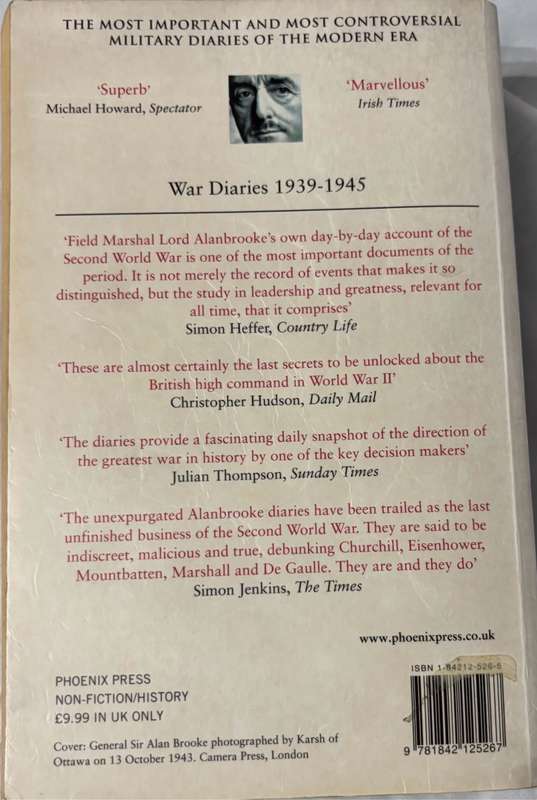 THE MOST IMPORTANT AND MOST CONTROVERSIAL
MILITARY DIARIES OF THE MODERN ERA
'Superb'
Michael Howard, Spectator
'Marvellous'
Irish Times
War Diaries 1939-1945
'Field Marshal Lord Alanbrooke's own day-by-day account of the
Second World War is one of the most important documents of the
period. It is not merely the record of events that makes it so
distinguished, but the study in leadership and greatness, relevant for
all time, that it comprises'
Simon Heffer, Country Life
'These are almost certainly the last secrets to be unlocked about the
British high command in World War II'
Christopher Hudson, Daily Mail
'The diaries provide a fascinating daily snapshot of the direction of
the greatest war in history by one of the key decision makers'
Julian Thompson, Sunday Times
'The unexpurgated Alanbrooke diaries have been trailed as the last
unfinished business of the Second World War. They are said to be
indiscreet, malicious and true, debunking Churchill, Eisenhower,
Mountbatten, Marshall and De Gaulle. They are and they do'
Simon Jenkins, The Times
www.phoenixpress.co.uk
PHOENIX PRESS
NON-FICTION/HISTORY
£9.99 IN UK ONLY
Cover: General Sir Alan Brooke photographed by Karsh of
Ottawa on 13 October 1943. Camera Press, London
ISBN 1-84212-526-5
9 781842 125267